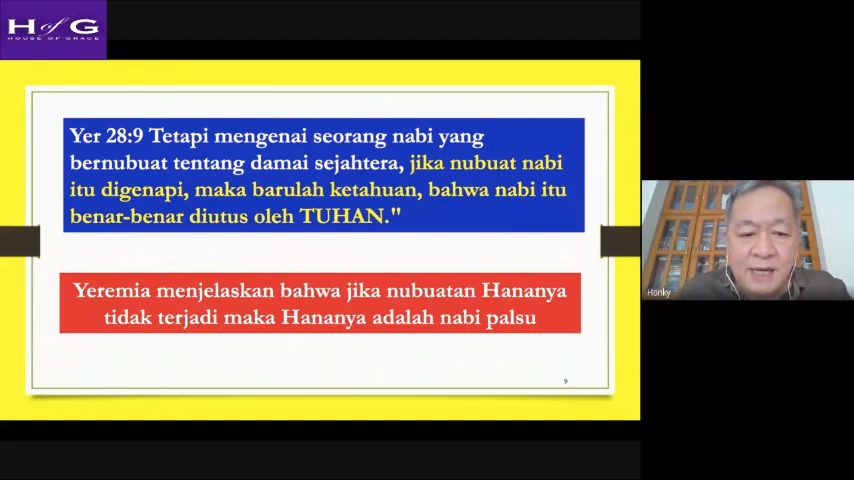 H of G
HOUSE OF GRACE
Yer 28:9 Tetapi mengenai seorang nabi yang
bernubuat tentang damai sejahtera, jika nubuat nabi
itu digenapi, maka barulah ketahuan, bahwa nabi itu
benar-benar diutus oleh TUHAN."
Yeremia menjelaskan bahwa jika nubuatan Hananya
tidak terjadi maka Hananya adalah nabi palsu
9
Honky